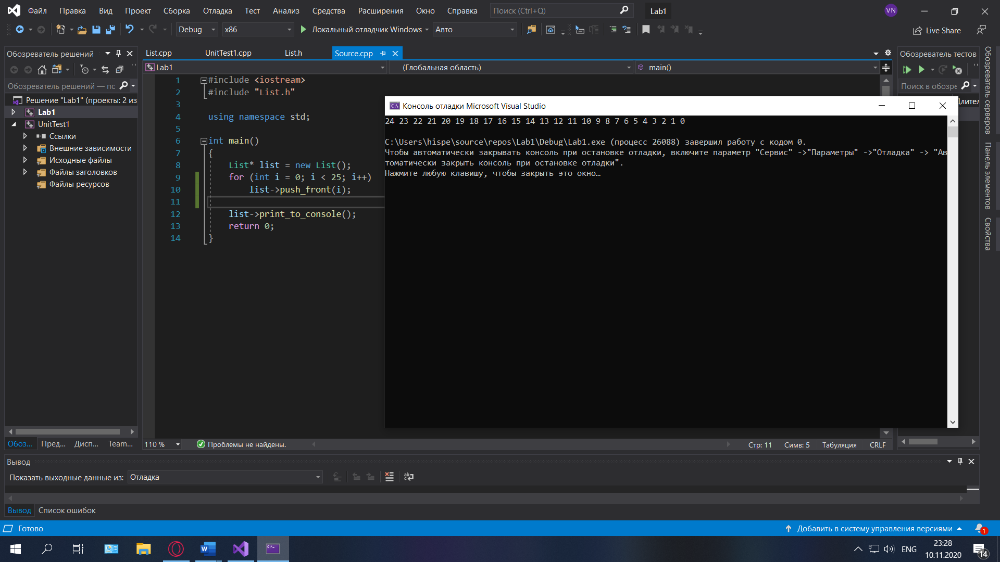 Файл Правка Вид Проект Сборка Отладка Тест Анализ Средства Расширения Окно Справка Поиск (Ctrl+Q) Lab1 VN
Debug x86 Локальный отладчик Windows Авто Live Share
Обозреватель решений
List.cpp UnitTest1.cpp List.h Source.cpp
Обозреватель тестов
Lab1 (Глобальная область) main()
Обозреватель решений — пс
Поиск в обозре
Решение "Lab1" (проекты: 2 из
Lab1
UnitTest1
Ссылки
Внешние зависимости
Исходные файлы
Файлы заголовков
Файлы ресурсов
1 #include <iostream>
2 #include "List.h"
3
4 using namespace std;
5
6 int main()
7 {
8 List* list = new List();
9 for (int i = 0; i < 25; i++)
10 list->push_front(i);
11
12 list->print_to_console();
13 return 0;
14 }
Консоль отладки Microsoft Visual Studio
24 23 22 21 20 19 18 17 16 15 14 13 12 11 10 9 8 7 6 5 4 3 2 1 0
C:\Users\hispe\source\repos\Lab1\Debug\Lab1.exe (процесс 26088) завершил работу с кодом 0.
Чтобы автоматически закрывать консоль при остановке отладки, включите параметр "Сервис" ->"Параметры" ->"Отладка" -> "Ав
томатически закрыть консоль при остановке отладки".
Нажмите любую клавишу, чтобы закрыть это окно…
Длител
Обозреватель серверов
Панель элементов
Свойства
Обоз... Пред... Дисп... Team...
110 % Проблемы не найдены. Стр: 11 Симв: 5 Табуляция CRLF
Вывод
Показать выходные данные из: Отладка
Вывод Список ошибок
Готово Добавить в систему управления версиями 1
ENG 23:28
10.11.2020 14